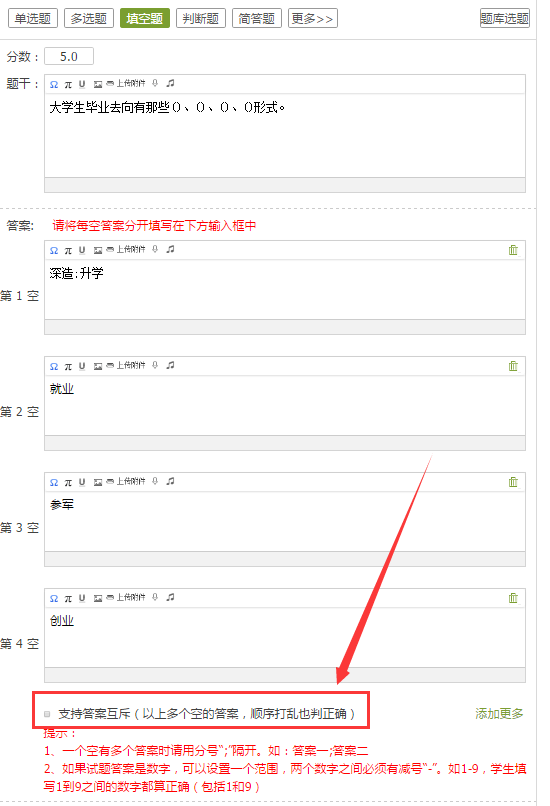 单选题 多选题 填空题 判断题 简答题 更多>> 题库选题
分数： 5.0
题干：
Ω π U 上传附件
大学生毕业去向有那些()、()、()、()形式。
答案: 请将每空答案分开填写在下方输入框中
Ω π U 上传附件
第 1 空
深造;升学
Ω π U 上传附件
第 2 空
就业
Ω π U 上传附件
第 3 空
参军
Ω π U 上传附件
第 4 空
创业
支持答案互斥（以上多个空的答案，顺序打乱也判正确） 添加更多
提示：
1、一个空有多个答案时请用分号“;”隔开。如：答案一;答案二
2、如果试题答案是数字，可以设置一个范围，两个数字之间必须有减号“-”。如1-9，学生填
写1到9之间的数字都算正确（包括1和9）